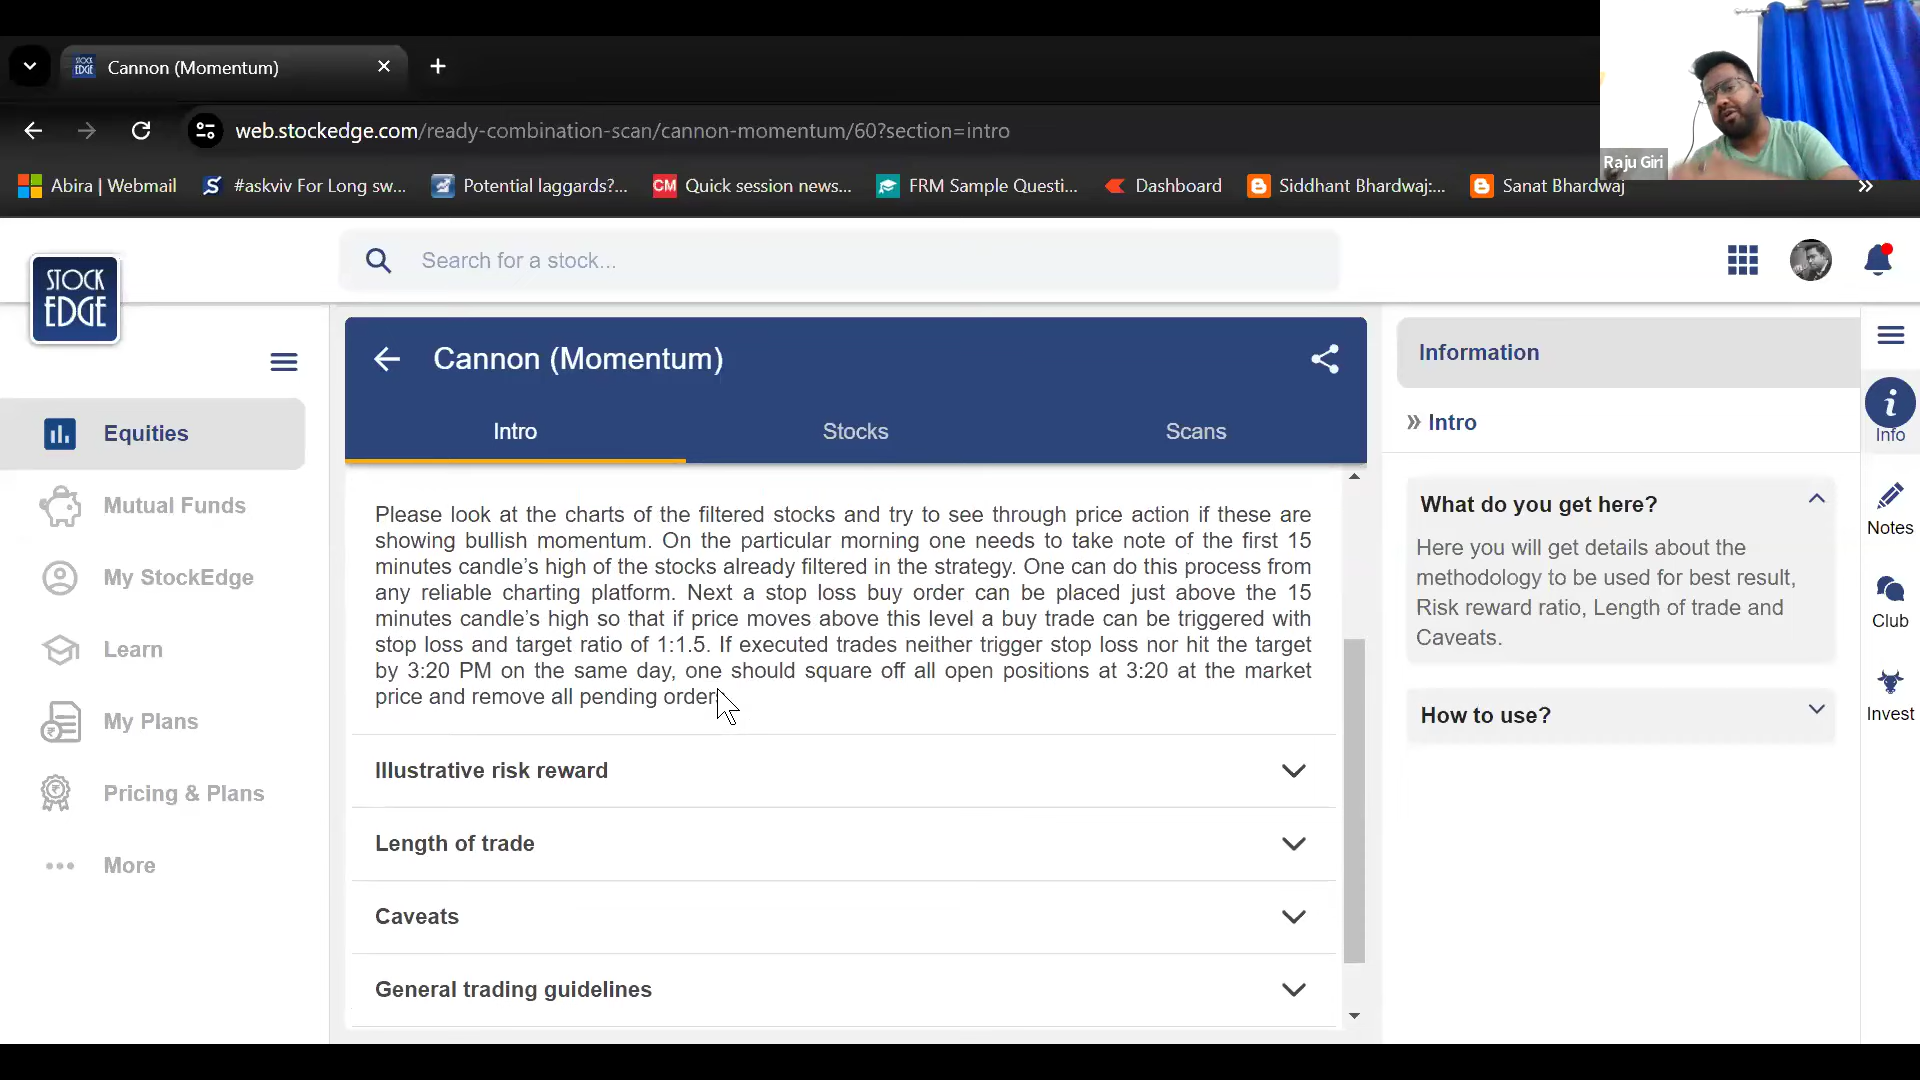 Cannon (Momentum)
web.stockedge.com/ready-combination-scan/cannon-momentum/60?section=intro
Abira | Webmail
#askviv For Long sw...
Potential laggards?...
CM Quick session news...
FRM Sample Questi...
Dashboard
Siddhant Bhardwaj:...
Sanat Bhardwaj
Raju Giri
STOCK
EDGE
Search for a stock...
Equities
Mutual Funds
My StockEdge
Learn
My Plans
Pricing & Plans
More
Cannon (Momentum)
Intro
Stocks
Scans
Please look at the charts of the filtered stocks and try to see through price action if these are
showing bullish momentum. On the particular morning one needs to take note of the first 15
minutes candle's high of the stocks already filtered in the strategy. One can do this process from
any reliable charting platform. Next a stop loss buy order can be placed just above the 15
minutes candle's high so that if price moves above this level a buy trade can be triggered with
stop loss and target ratio of 1:1.5. If executed trades neither trigger stop loss nor hit the target
by 3:20 PM on the same day, one should square off all open positions at 3:20 at the market
price and remove all pending order
Illustrative risk reward
Length of trade
Caveats
General trading guidelines
Information
» Intro
What do you get here?
Here you will get details about the
methodology to be used for best result,
Risk reward ratio, Length of trade and
Caveats.
How to use?
Info
Notes
Club
Invest